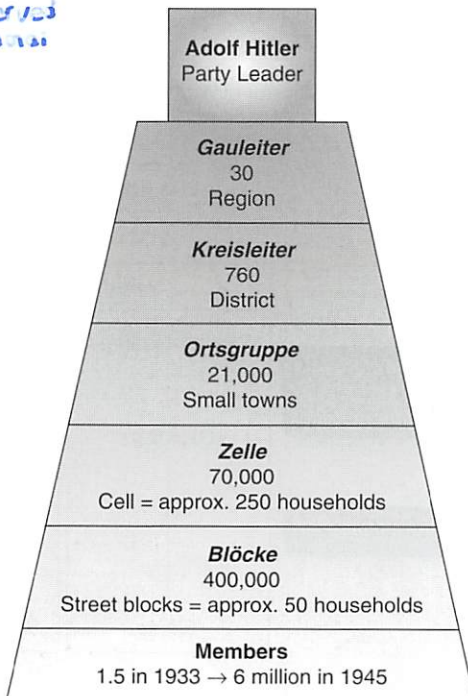 Adolf Hitler
Party Leader
Gauleiter
30
Region
Kreisleiter
760
District
Ortsgruppe
21,000
Small towns
Zelle
70,000
Cell = approx. 250 households
Blöcke
400,000
Street blocks = approx. 50 households
Members
1.5 in 1933 → 6 million in 1945